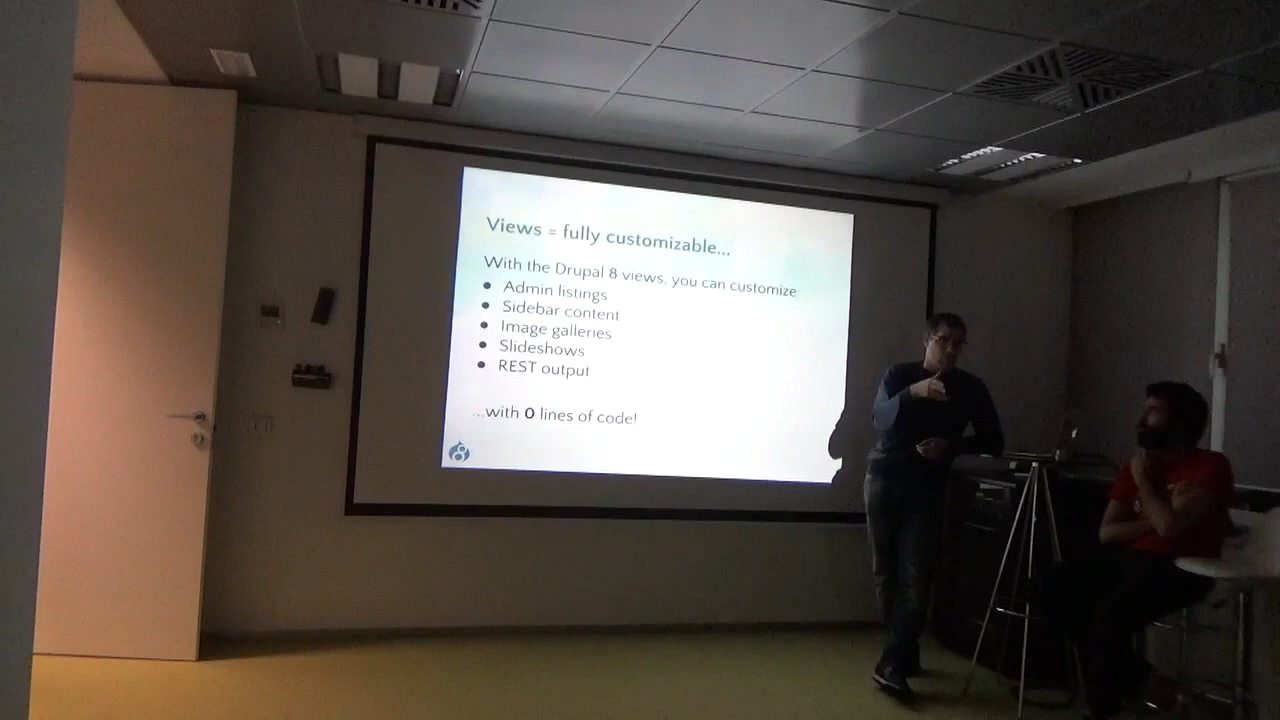 Views = fully customizable...
With the Drupal 8 views, you can customize:
● Admin listings
● Sidebar content
● Image galleries
● Slideshows
● REST output
...with 0 lines of code!